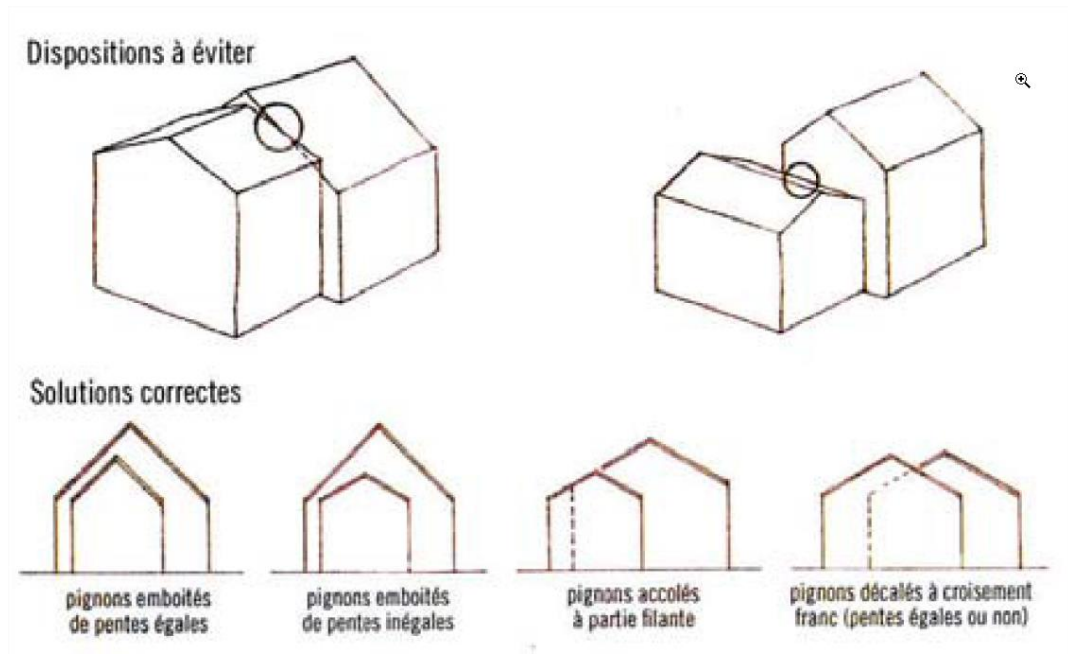 Dispositions à éviter
Solutions correctes
pignons emboités
de pentes égales
pignons emboités
de pentes inégales
pignons accolés
à partie filante
pignons décalés à croisement
franc (pentes égales ou non)